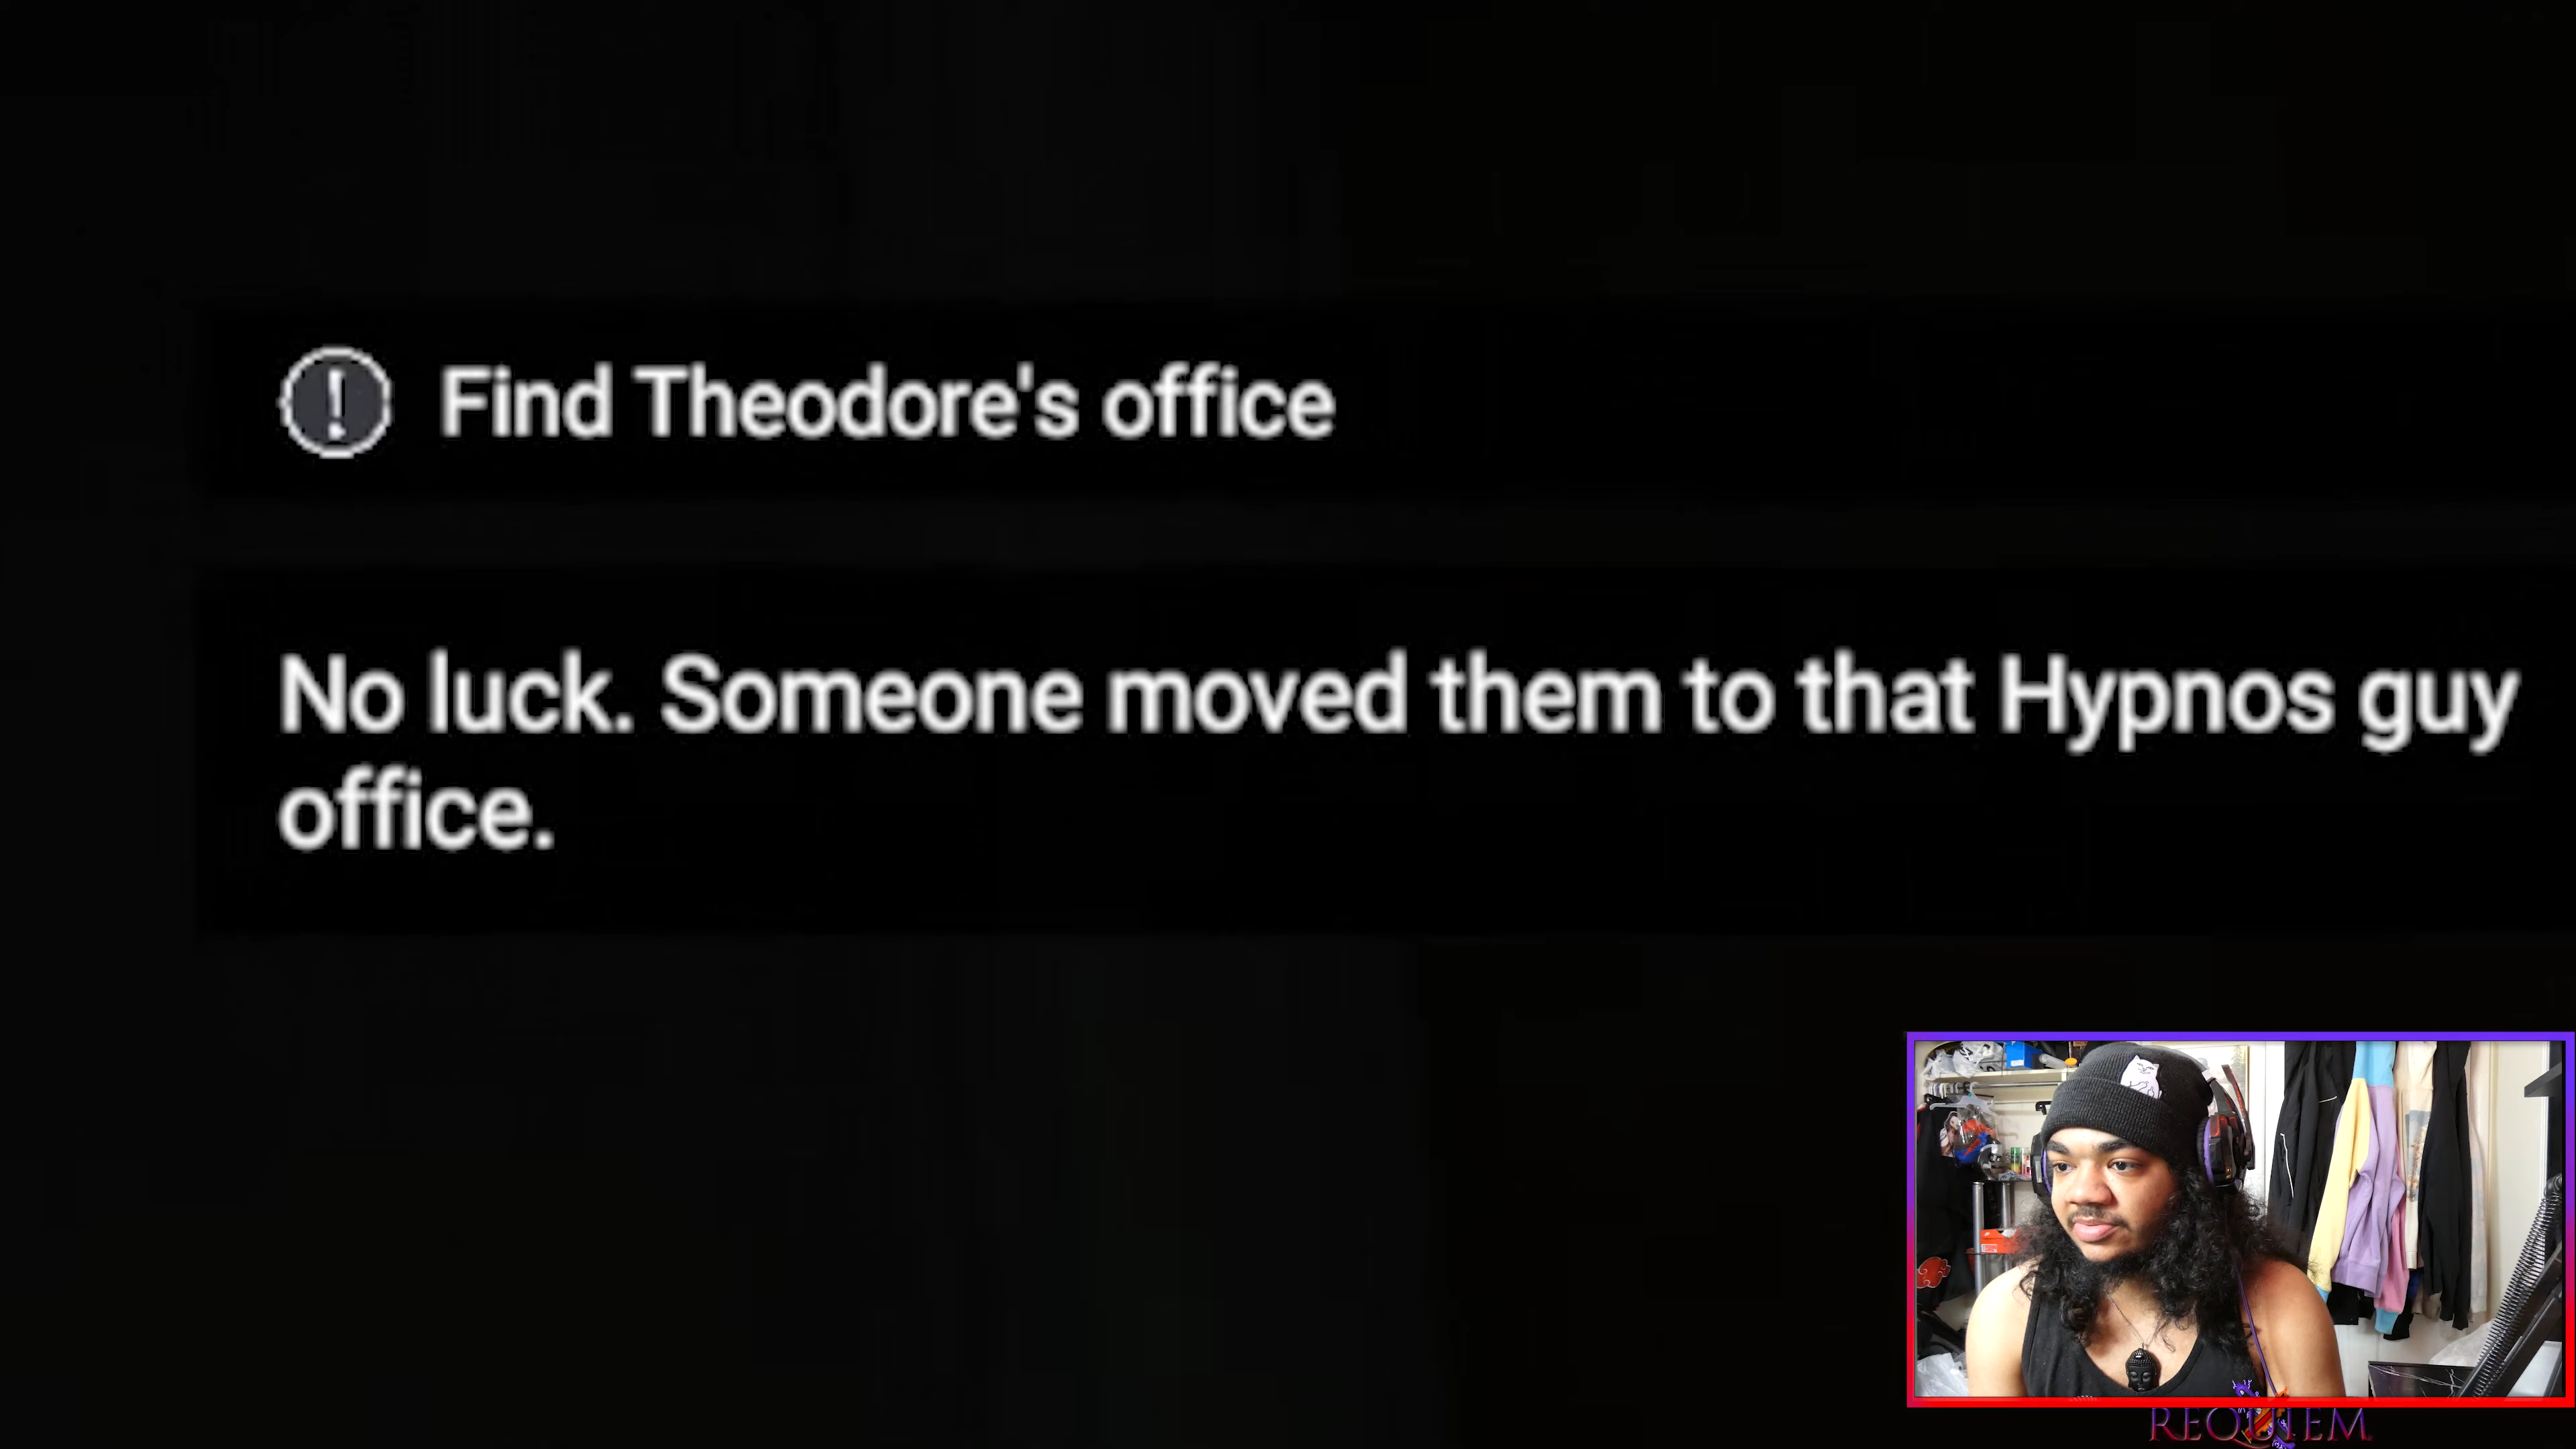 ! Find Theodore's office
No luck. Someone moved them to that Hypnos guy
office.
REQUIEM